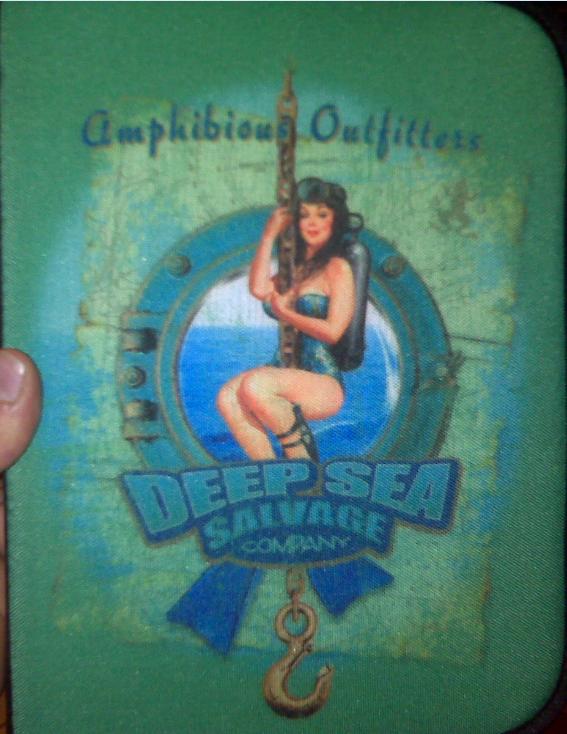 Amphibious Outfitters
DEEP SEA
SALVAGE
COMPANY